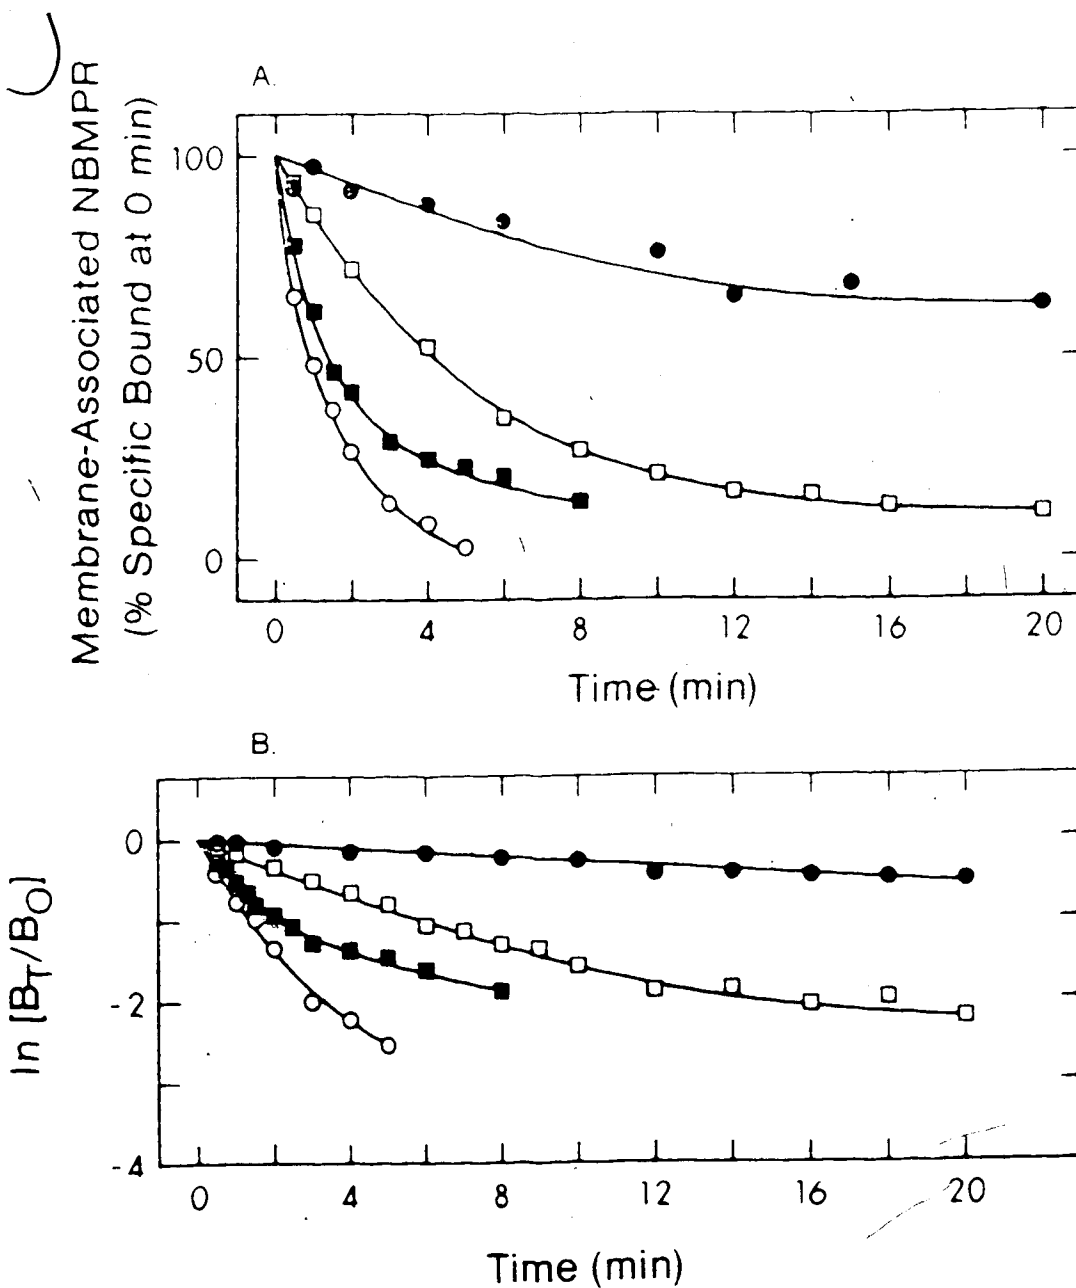 A.
Membrane-Associated NBMPR
(% Specific Bound at 0 min)
100
50
0
0 4 8 12 16 20
Time (min)
B.
ln [B_T/B_O]
0
-2
-4
0 4 8 12 16 20
Time (min)